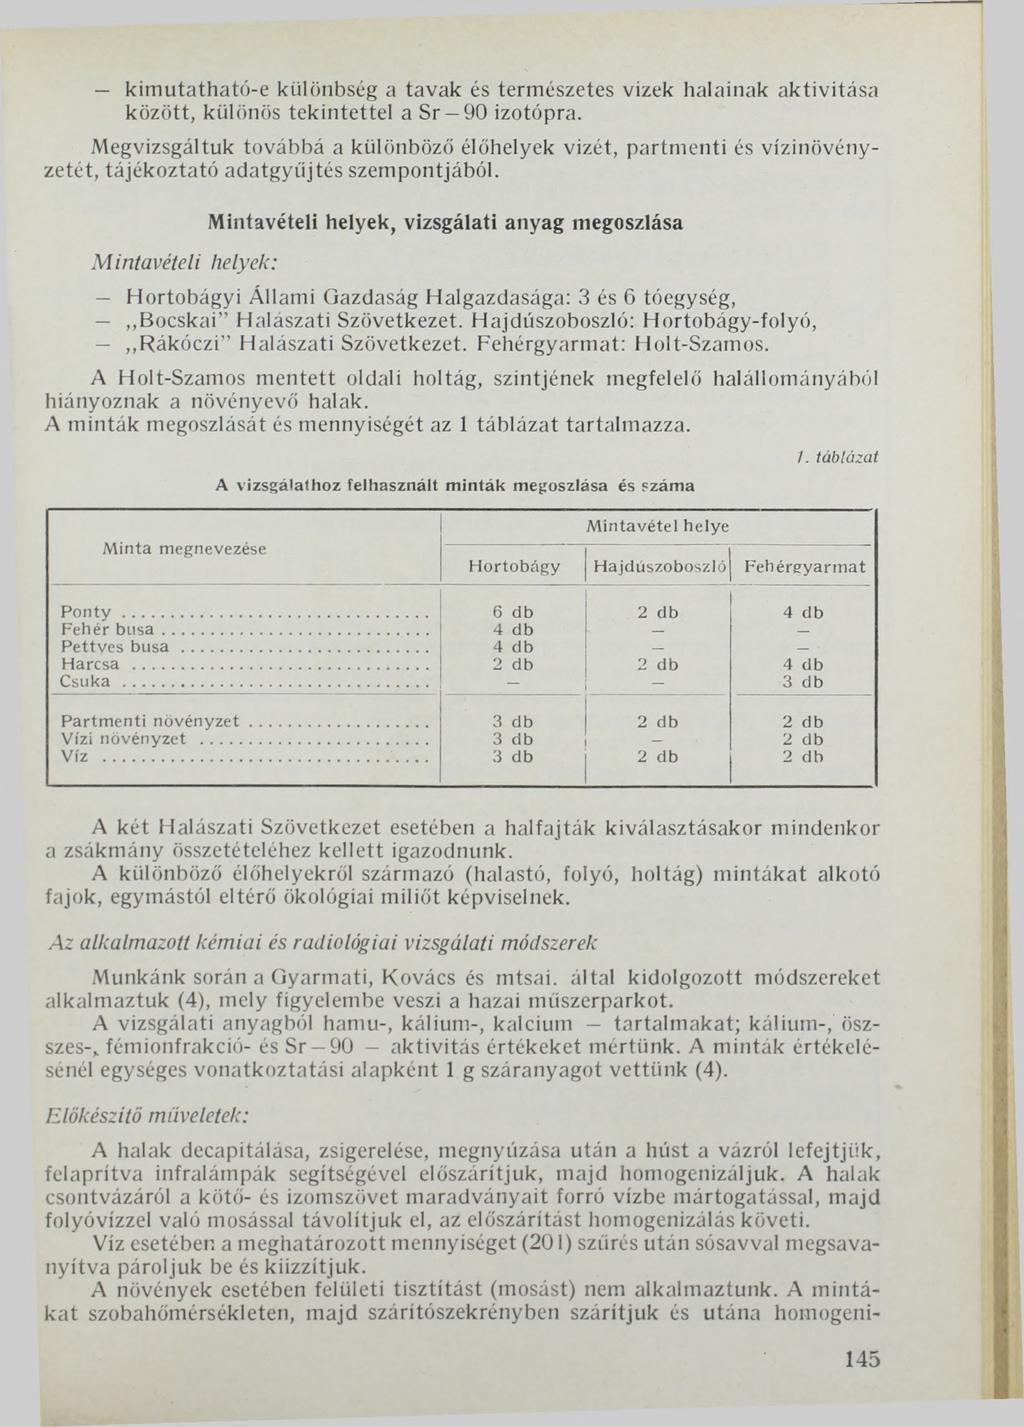 — kimutatható-e különbség a tavak és természetes vizek halainak aktivitása
között, különös tekintettel a Sr — 90 izotópra.
Megvizsgáltuk továbbá a különböző élőhelyek vizét, partmenti és vízinövény-
zetét, tájékoztató adatgyűjtés szempontjából.
Mintavételi helyek, vizsgálati anyag megoszlása
Mintavételi helyek:
— Hortobágyi Állami Gazdaság Halgazdasága: 3 és 6 tóegység,
— „Bocskai” Halászati Szövetkezet. Hajdúszoboszló: Hortobágy-folyó,
— „Rákóczi” Halászati Szövetkezet. Fehérgyarmat: Holt-Szamos.
A Holt-Szamos mentett oldali holtág, szintjének megfelelő halállományából
hiányoznak a növényevő halak.
A minták megoszlását és mennyiségét az 1 táblázat tartalmazza.
1. táblázat
A vizsgálathoz felhasznált minták megoszlása és száma
Minta megnevezése
Mintavétel helye
Hortobágy Hajdúszoboszló Fehérgyarmat
Ponty .............................. 6 db 2 db 4 db
Fehér busa .......................... 4 db — —
Pettyes busa ........................ 4 db — —
Harcsa ............................. 2 db 2 db 4 db
Csuka .............................. — — 3 db
Partmenti növényzet .................. 3 db 2 db 2 db
Vízi növényzet ...................... 3 db — 2 db
Víz ................................ 3 db 2 db 2 db
A két Halászati Szövetkezet esetében a halfajták kiválasztásakor mindenkor
a zsákmány összetételéhez kellett igazodnunk.
A különböző élőhelyekről származó (halastó, folyó, holtág) mintákat alkotó
fajok, egymástól eltérő ökológiai miliőt képviselnek.
Az alkalmazott kémiai és radiológiai vizsgálati módszerek
Munkánk során a Gyarmati, Kovács és mtsai. által kidolgozott módszereket
alkalmaztuk (4), mely figyelembe veszi a hazai műszerparkot.
A vizsgálati anyagból hamu-, kálium-, kalcium — tartalmakat; kálium-, ösz-
szes-, fémionfrakció- és Sr — 90 — aktivitás értékeket mértünk. A minták értékelé-
sénél egységes vonatkoztatási alapként 1 g száranyagot vettünk (4).
Előkészítő műveletek:
A halak decapitálása, zsigerelése, megnyúzása után a húst a vázról lefejtjük,
felaprítva infralámpák segítségével előszárítjuk, majd homogenizáljuk. A halak
csontvázáról a kötő- és izomszövet maradványait forró vízbe mártogatással, majd
folyóvízzel való mosással távolítjuk el, az előszárítást homogenizálás követi.
Víz esetében a meghatározott mennyiséget (20 l) szűrés után sósavval megsava-
nyítva pároljuk be és kiizzítjuk.
A növények esetében felületi tisztítást (mosást) nem alkalmaztunk. A mintá-
kat szobahőmérsékleten, majd szárítószekrényben szárítjuk és utána homogeni-
145